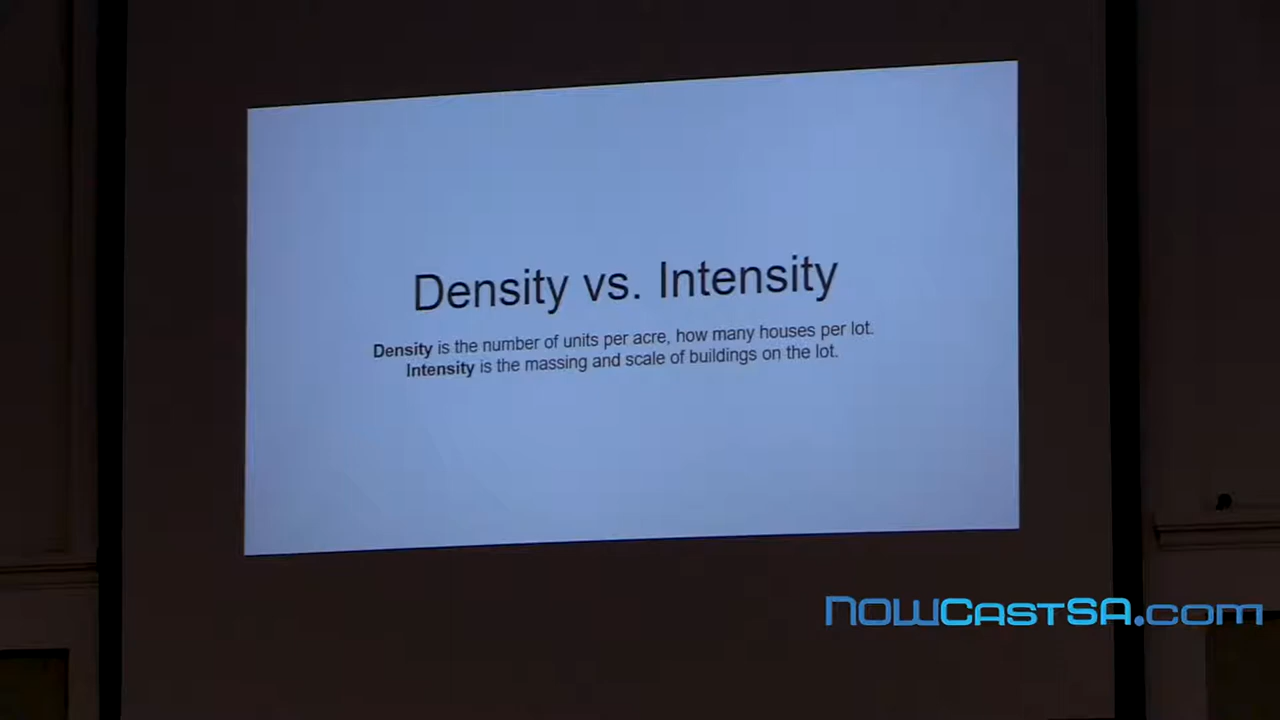 Density vs. Intensity
Density is the number of units per acre, how many houses per lot.
Intensity is the massing and scale of buildings on the lot.
NOWCastSA.com